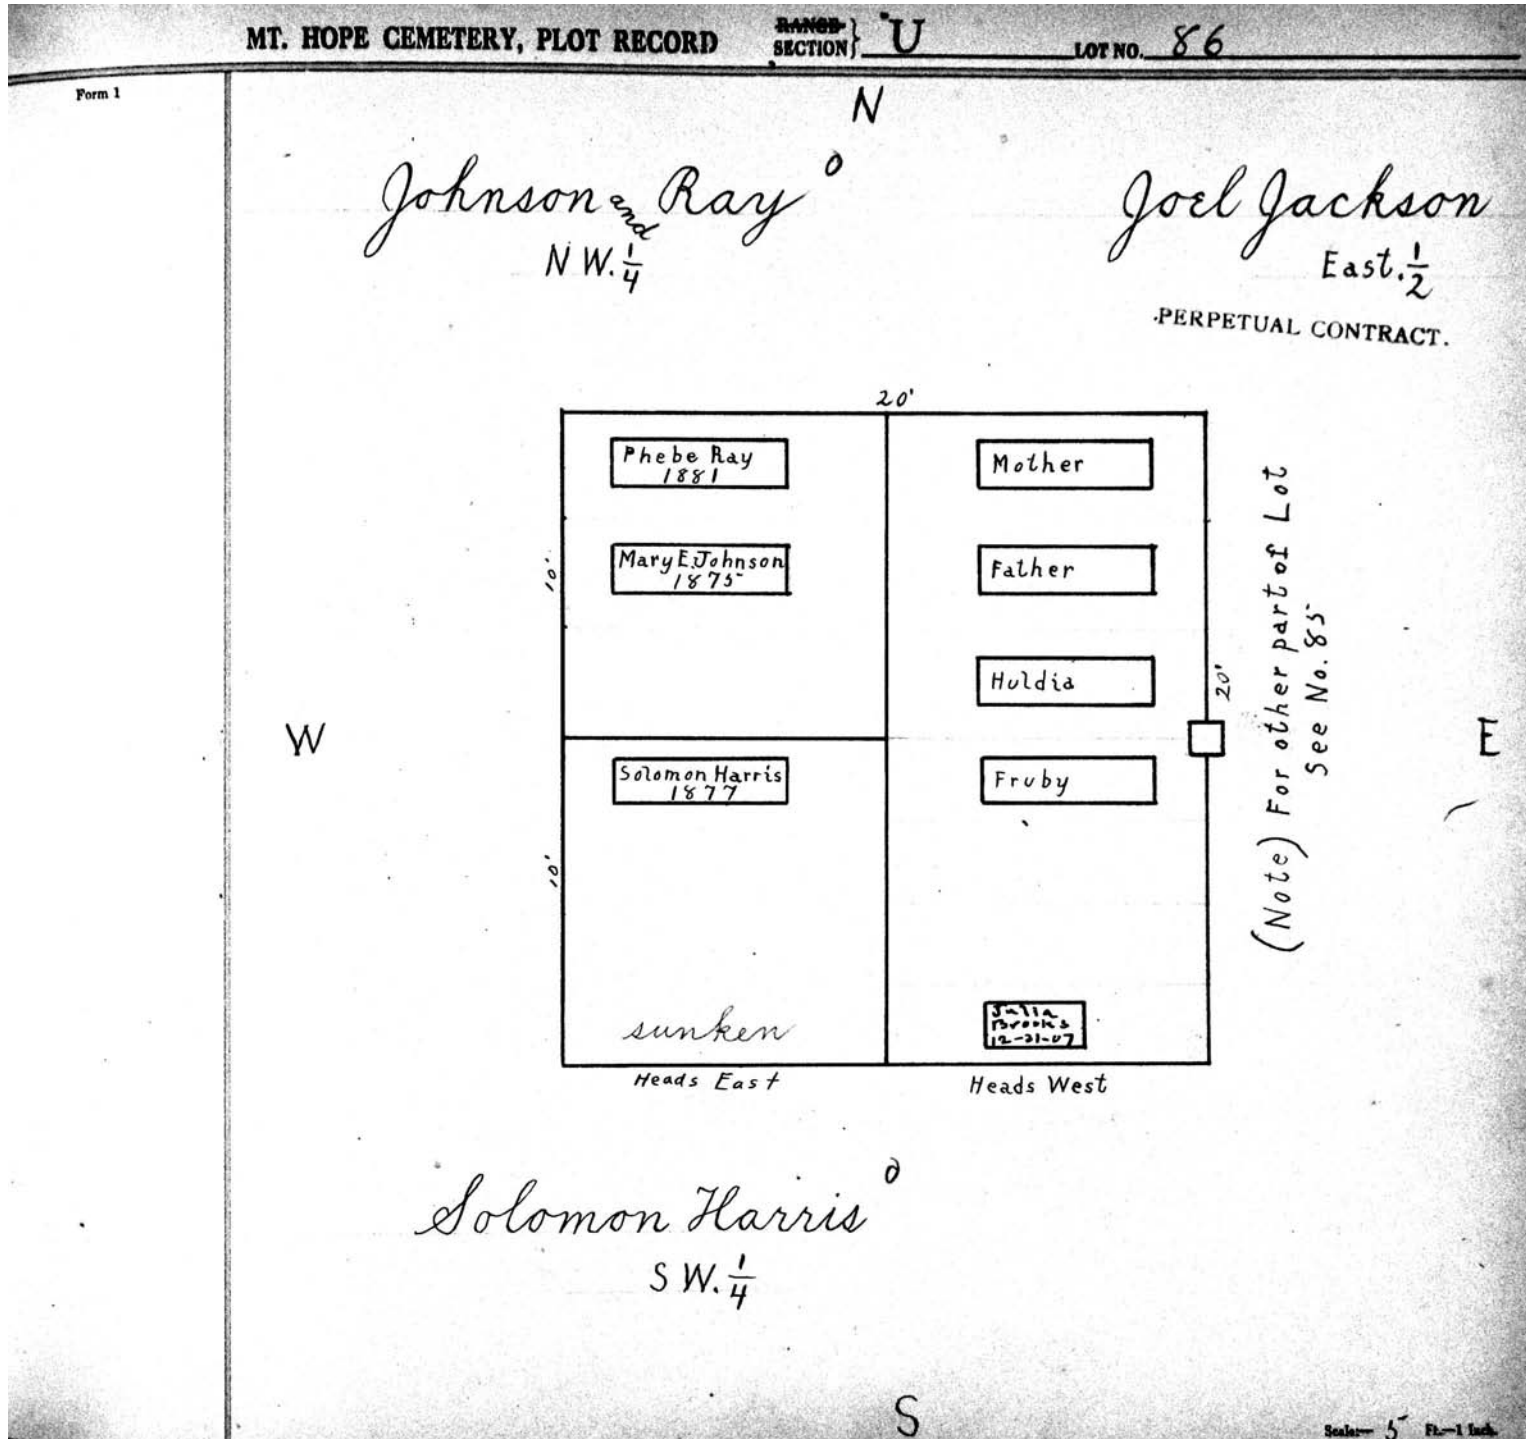 MT. HOPE CEMETERY, PLOT RECORD
RANGE
SECTION } U
LOT NO. 86
Form 1
N
Johnson and Ray
N W. 1/4
Joel Jackson
East. 1/2
PERPETUAL CONTRACT.
20'
Phebe Ray
1881
Mother
10'
Mary E. Johnson
1875
Father
Huldia
20'
(Note) For other part of Lot
See No. 85
W
E
Solomon Harris
1877
Fruby
10'
sunken
Julia
Brooks
12-21-07
Heads East
Heads West
Solomon Harris
S W. 1/4
S
Scale:— 5 Ft.—1 Inch.